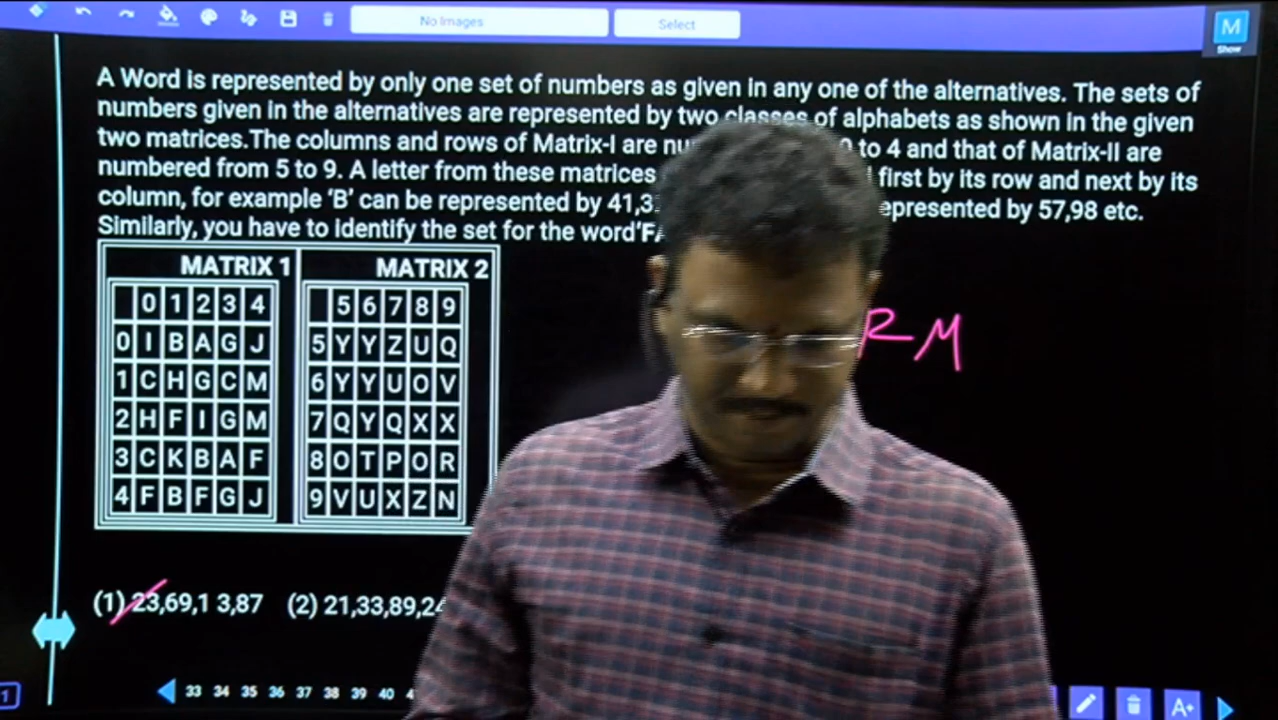 No Images Select M
Show
A Word is represented by only one set of numbers as given in any one of the alternatives. The sets of
numbers given in the alternatives are represented by two classes of alphabets as shown in the given
two matrices.The columns and rows of Matrix-I are to 4 and that of Matrix-II are
numbered from 5 to 9. A letter from these matrices first by its row and next by its
column, for example 'B' can be represented by 41,3 epresented by 57,98 etc.
Similarly, you have to identify the set for the word'F
MATRIX 1 MATRIX 2
0 1 2 3 4 5 6 7 8 9
0 I B A G J 5 Y Y Z U Q
1 C H G C M 6 Y Y U O V
2 H F I G M 7 Q Y Q X X
3 C K B A F 8 O T P O R
4 F B F G J 9 V U X Z N
R M
(1) 23,69,1 3,87 (2) 21,33,89,24
33 34 35 36 37 38 39 40 A+
1